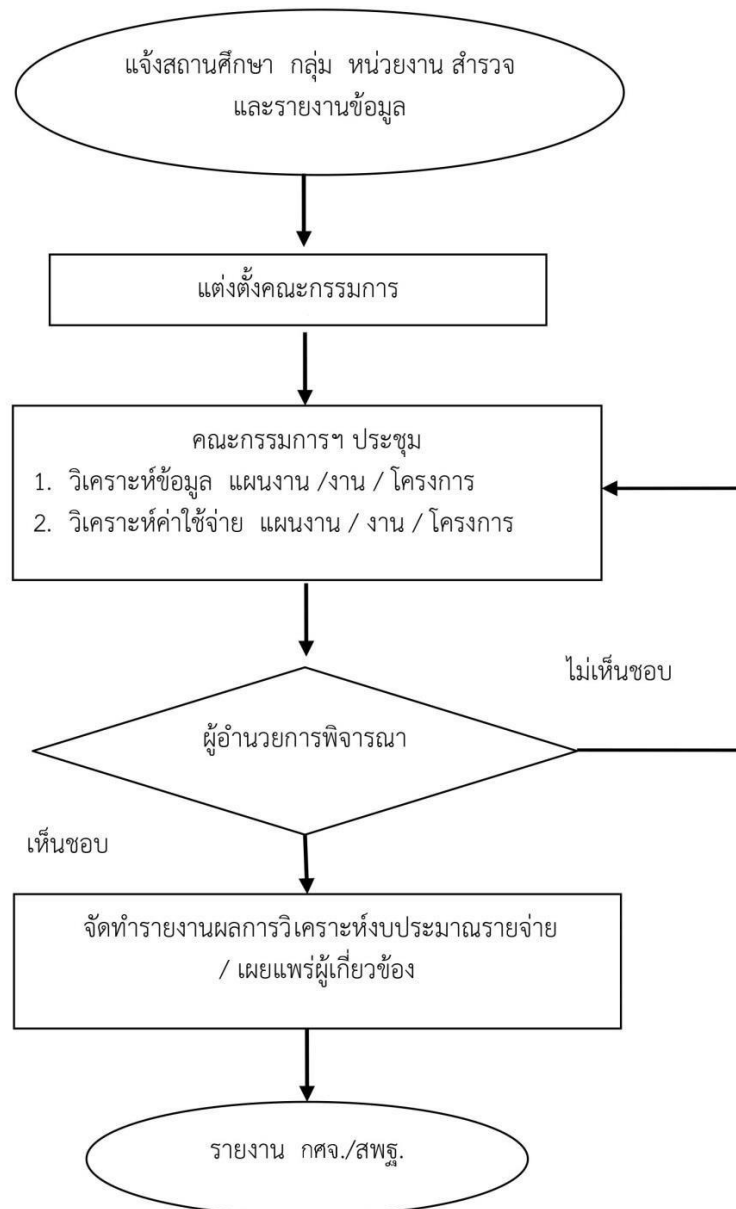 แจ้งสถานศึกษา กลุ่ม หน่วยงาน สำรวจ
และรายงานข้อมูล
แต่งตั้งคณะกรรมการ
คณะกรรมการฯ ประชุม
1. วิเคราะห์ข้อมูล แผนงาน /งาน / โครงการ
2. วิเคราะห์ค่าใช้จ่าย แผนงาน / งาน / โครงการ
ไม่เห็นชอบ
ผู้อำนวยการพิจารณา
เห็นชอบ
จัดทำรายงานผลการวิเคราะห์งบประมาณรายจ่าย
/ เผยแพร่ผู้เกี่ยวข้อง
รายงาน กศจ./สพฐ.